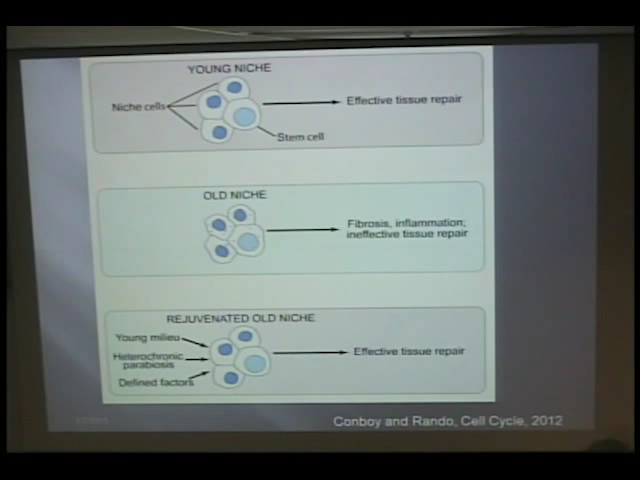 YOUNG NICHE
Niche cells
Effective tissue repair
Stem cell
OLD NICHE
Fibrosis, inflammation;
ineffective tissue repair
REJUVENATED OLD NICHE
Young milieu
Heterochronic
parabiosis
Defined factors
Effective tissue repair
Conboy and Rando, Cell Cycle, 2012